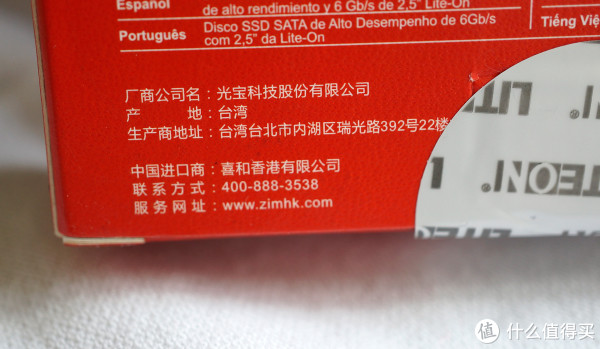 Español
de alto rendimiento y 6 Gb/s de 2,5" Lite-On
Português
Disco SSD SATA de Alto Desempenho de 6Gb/s
com 2,5" da Lite-On
Tiếng Việ
厂商公司名：光宝科技股份有限公司
产 地：台湾
生产商地址：台湾台北市内湖区瑞光路392号22楼
中国进口商：喜和香港有限公司
联系方式：400-888-3538
服务网址：www.zimhk.com
LIT
TEON®
值 什么值得买